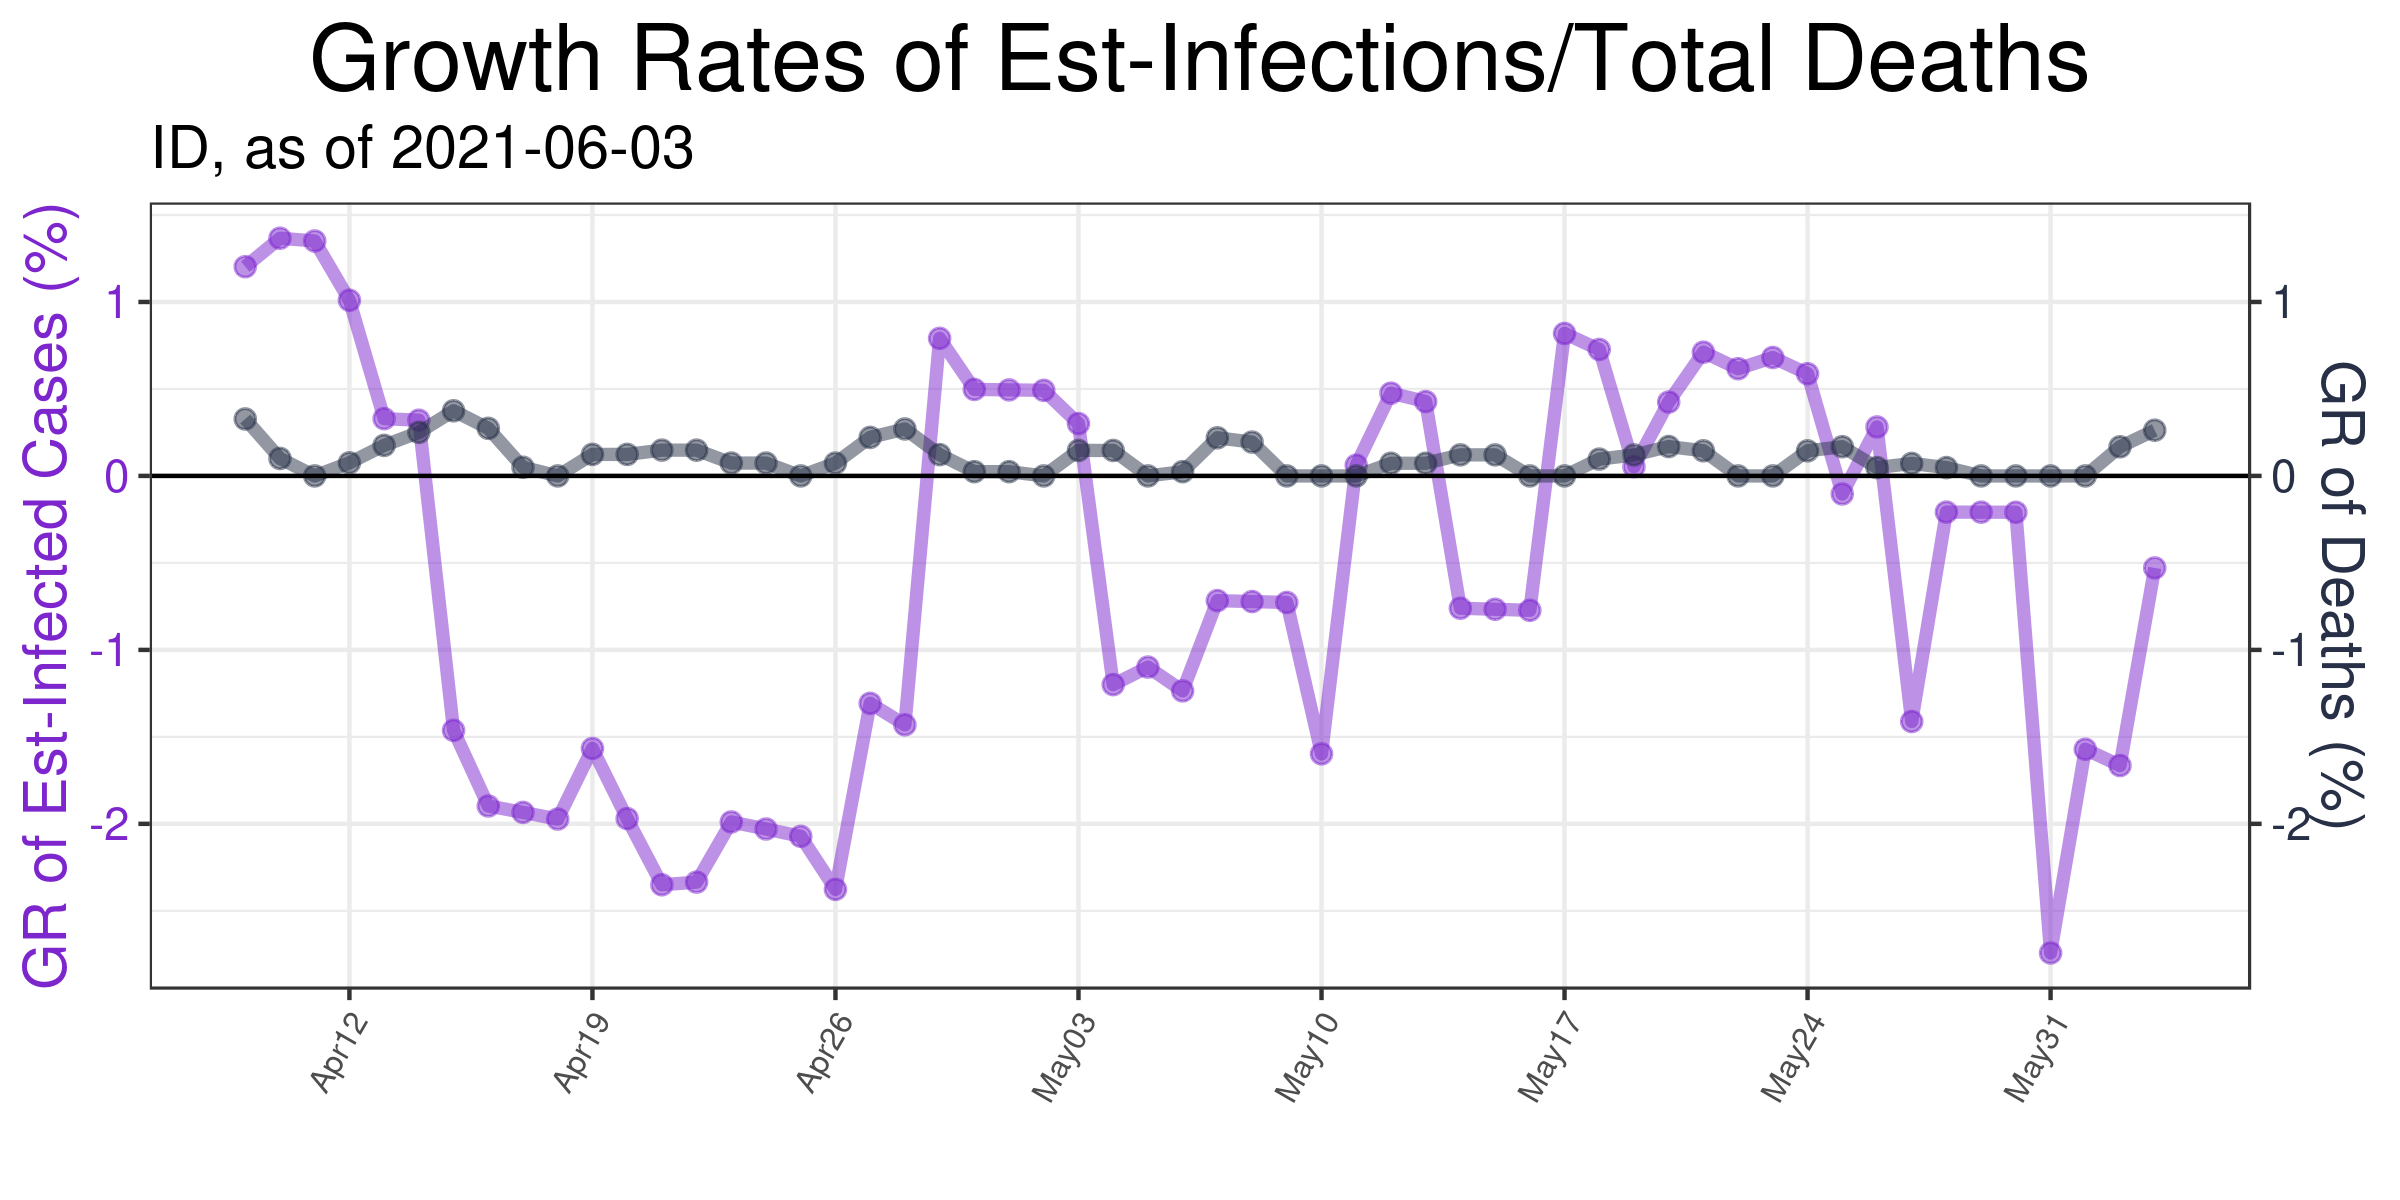 Growth Rates of Est-Infections/Total Deaths
ID, as of 2021-06-03
GR of Est-Infected Cases (%)
1
0
-1
-2
1
0
-1
-2
GR of Deaths (%)
Apr12
Apr19
Apr26
May03
May10
May17
May24
May31